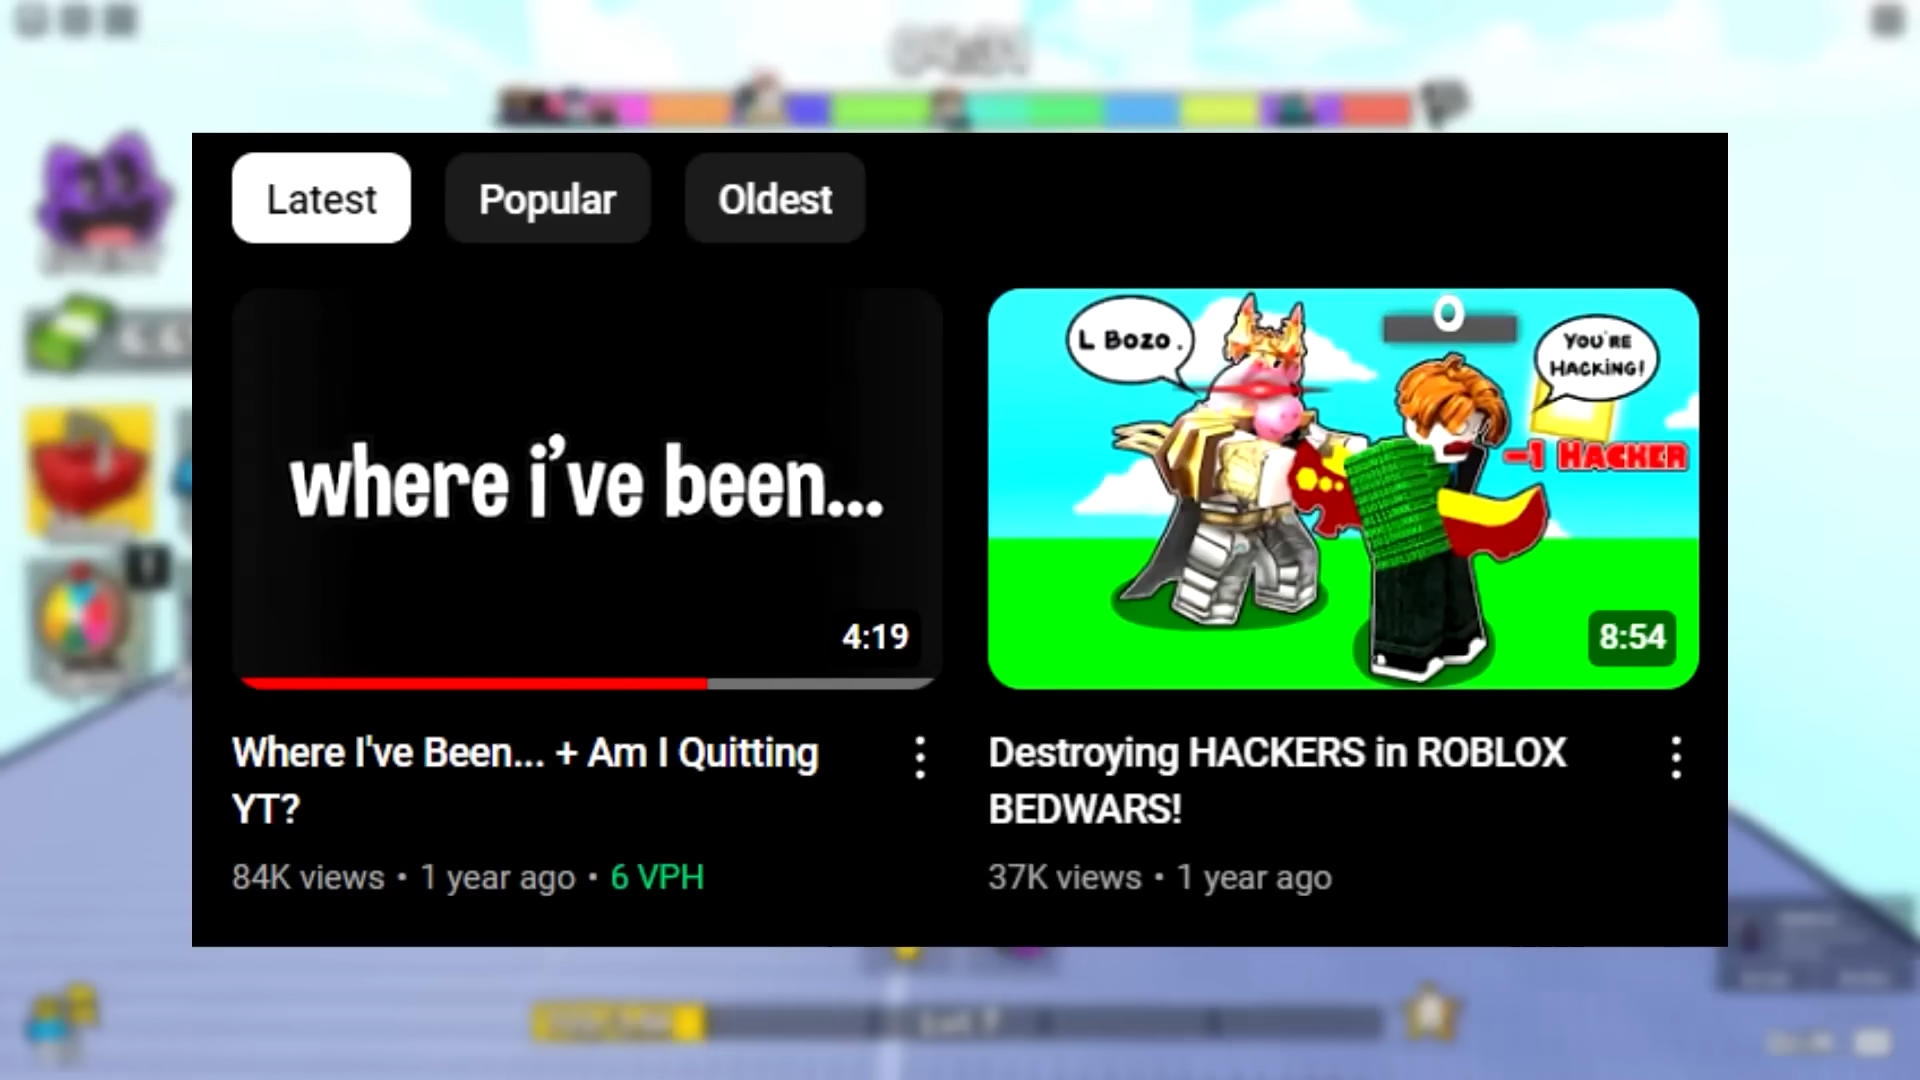 Latest
Popular
Oldest
where i've been...
4:19
L Bozo.
0
YOU'RE
HACKING!
-1 HACKER
8:54
Where I've Been... + Am I Quitting
YT?
84K views • 1 year ago • 6 VPH
Destroying HACKERS in ROBLOX
BEDWARS!
37K views • 1 year ago